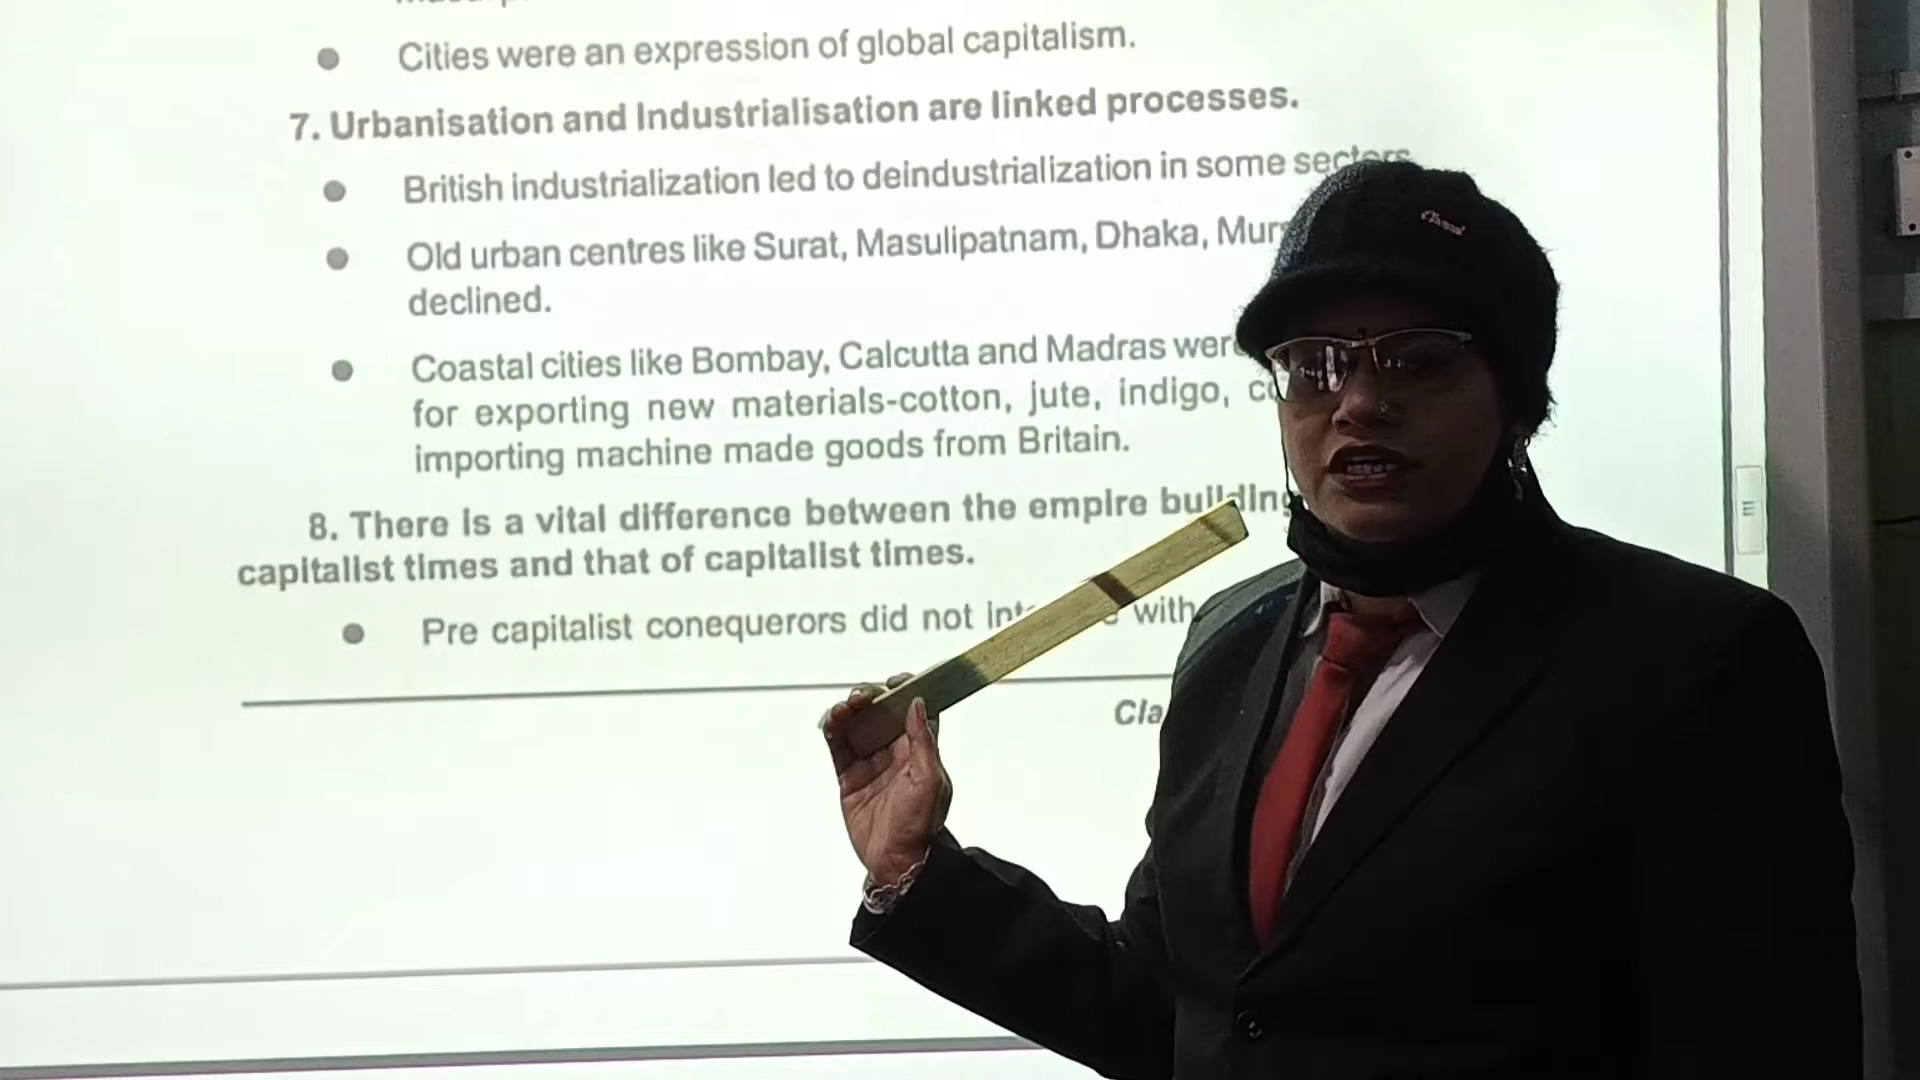 ● Cities were an expression of global capitalism.
7. Urbanisation and Industrialisation are linked processes.
● British industrialization led to deindustrialization in some sectors
● Old urban centres like Surat, Masulipatnam, Dhaka,
declined.
● Coastal cities like Bombay, Calcutta and Madras were
for exporting new materials-cotton, jute, indigo,
importing machine made goods from Britain.
8. There is a vital difference between the empire building
capitalist times and that of capitalist times.
● Pre capitalist conequerors did not with